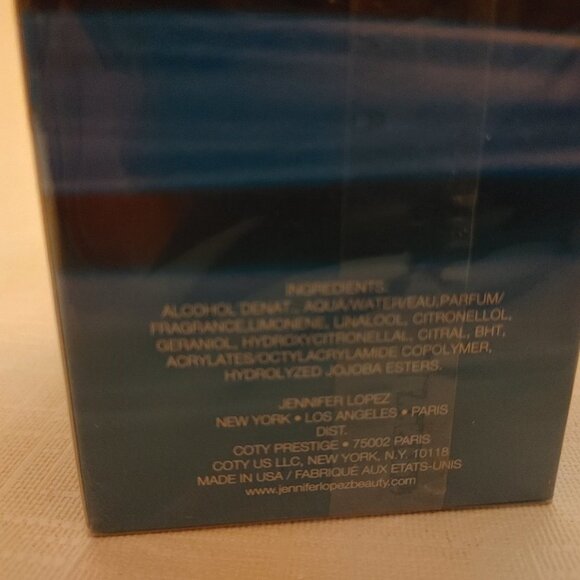 INGREDIENTS:
ALCOHOL DENAT., AQUA/WATER/EAU,PARFUM/
FRAGRANCE,LIMONENE, LINALOOL, CITRONELLOL,
GERANIOL, HYDROXYCITRONELLAL, CITRAL, BHT,
ACRYLATES/OCTYLACRYLAMIDE COPOLYMER,
HYDROLYZED JOJOBA ESTERS.
JENNIFER LOPEZ
NEW YORK • LOS ANGELES • PARIS
DIST.
COTY PRESTIGE • 75002 PARIS
COTY US LLC, NEW YORK, N.Y. 10118
MADE IN USA / FABRIQUÉ AUX ETATS-UNIS
www.jenniferlopezbeauty.com